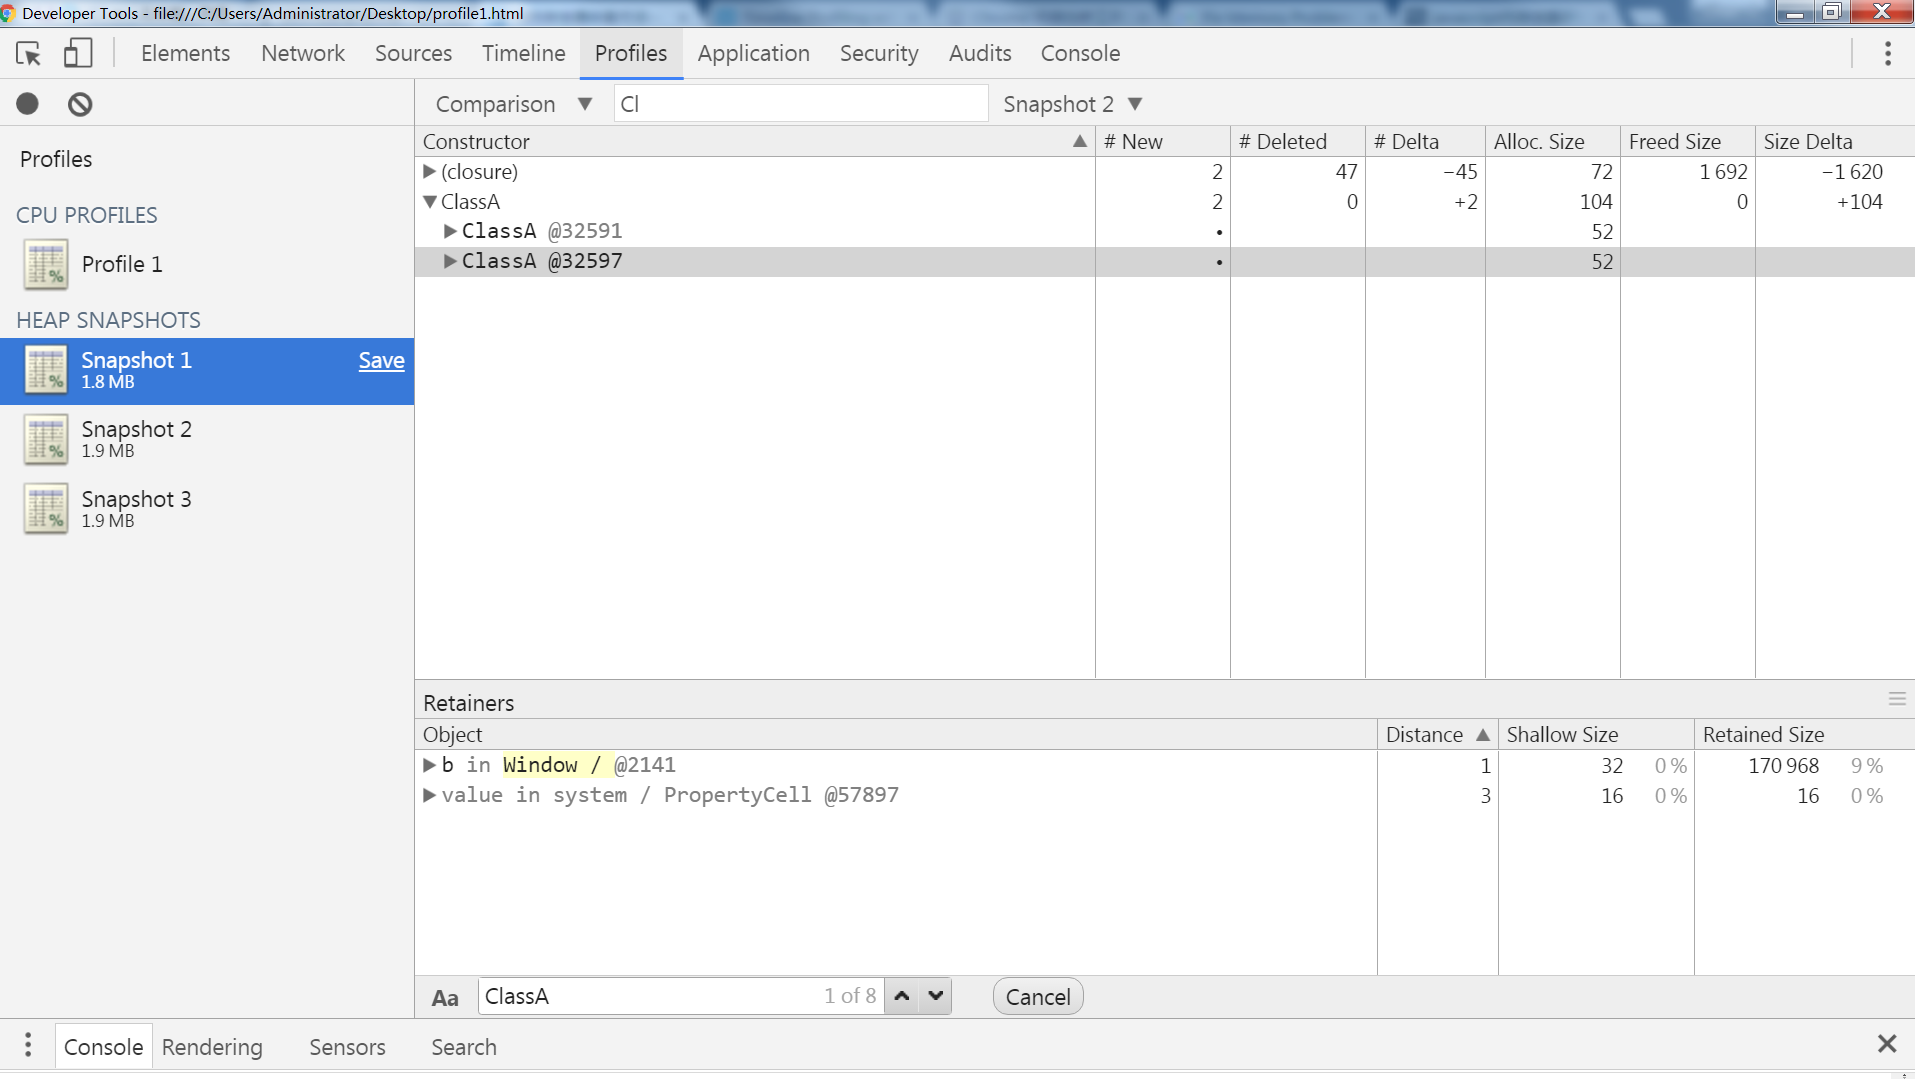 Developer Tools - file:///C:/Users/Administrator/Desktop/profile1.html
Elements Network Sources Timeline Profiles Application Security Audits Console
Comparison Cl Snapshot 2
Profiles
CPU PROFILES
Profile 1
HEAP SNAPSHOTS
Snapshot 1 Save
1.8 MB
Snapshot 2
1.9 MB
Snapshot 3
1.9 MB
Constructor # New # Deleted # Delta Alloc. Size Freed Size Size Delta
(closure) 2 47 −45 72 1 692 −1 620
ClassA 2 0 +2 104 0 +104
ClassA @32591 • 52
ClassA @32597 • 52
Retainers
Object Distance Shallow Size Retained Size
b in Window / @2141 1 32 0 % 170 968 9 %
value in system / PropertyCell @57897 3 16 0 % 16 0 %
Aa ClassA 1 of 8 Cancel
Console Rendering Sensors Search